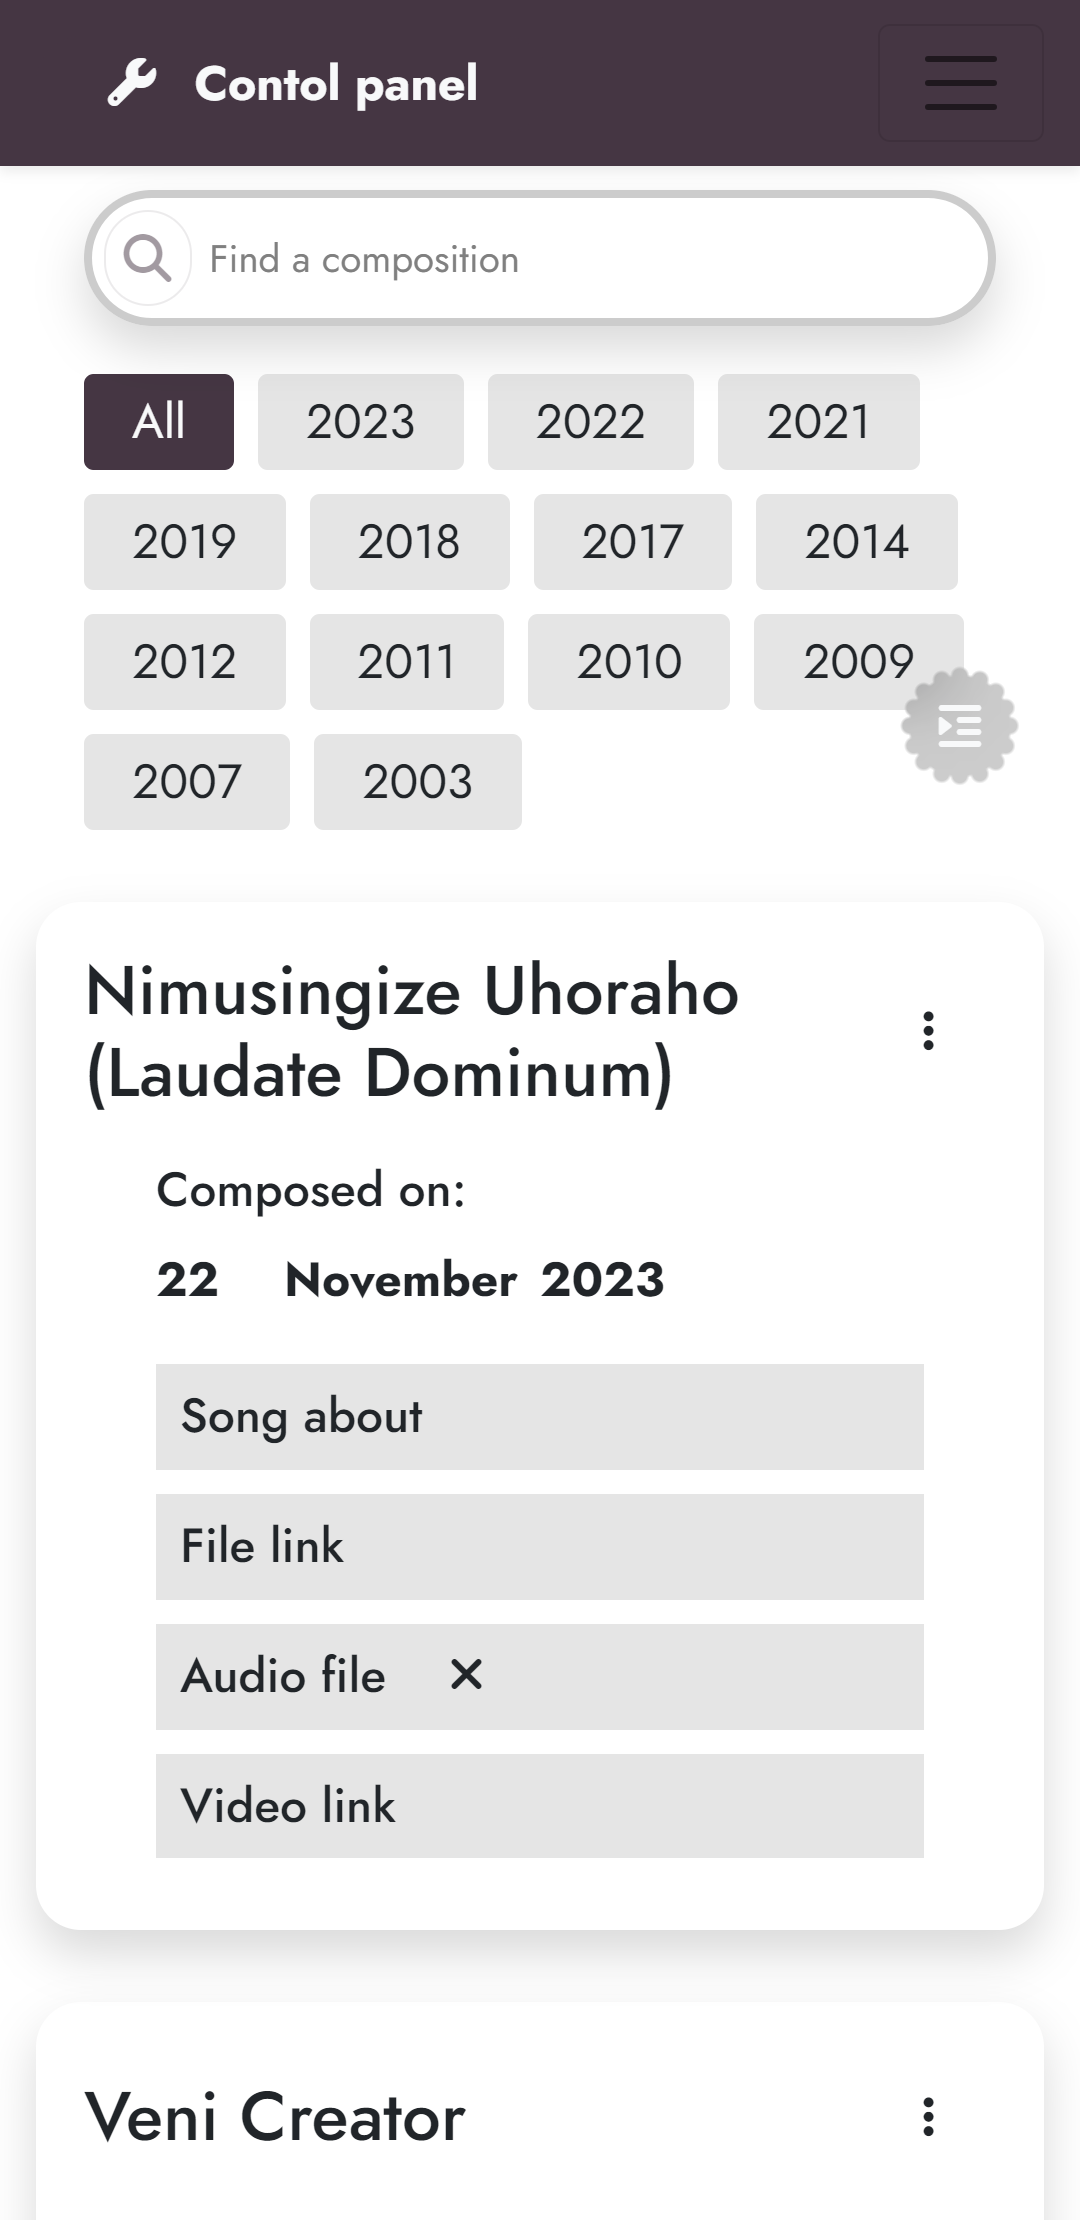 Contol panel
Find a composition
All 2023 2022 2021
2019 2018 2017 2014
2012 2011 2010 2009
2007 2003
Nimusingize Uhoraho
(Laudate Dominum)
Composed on:
22 November 2023
Song about
File link
Audio file
Video link
Veni Creator